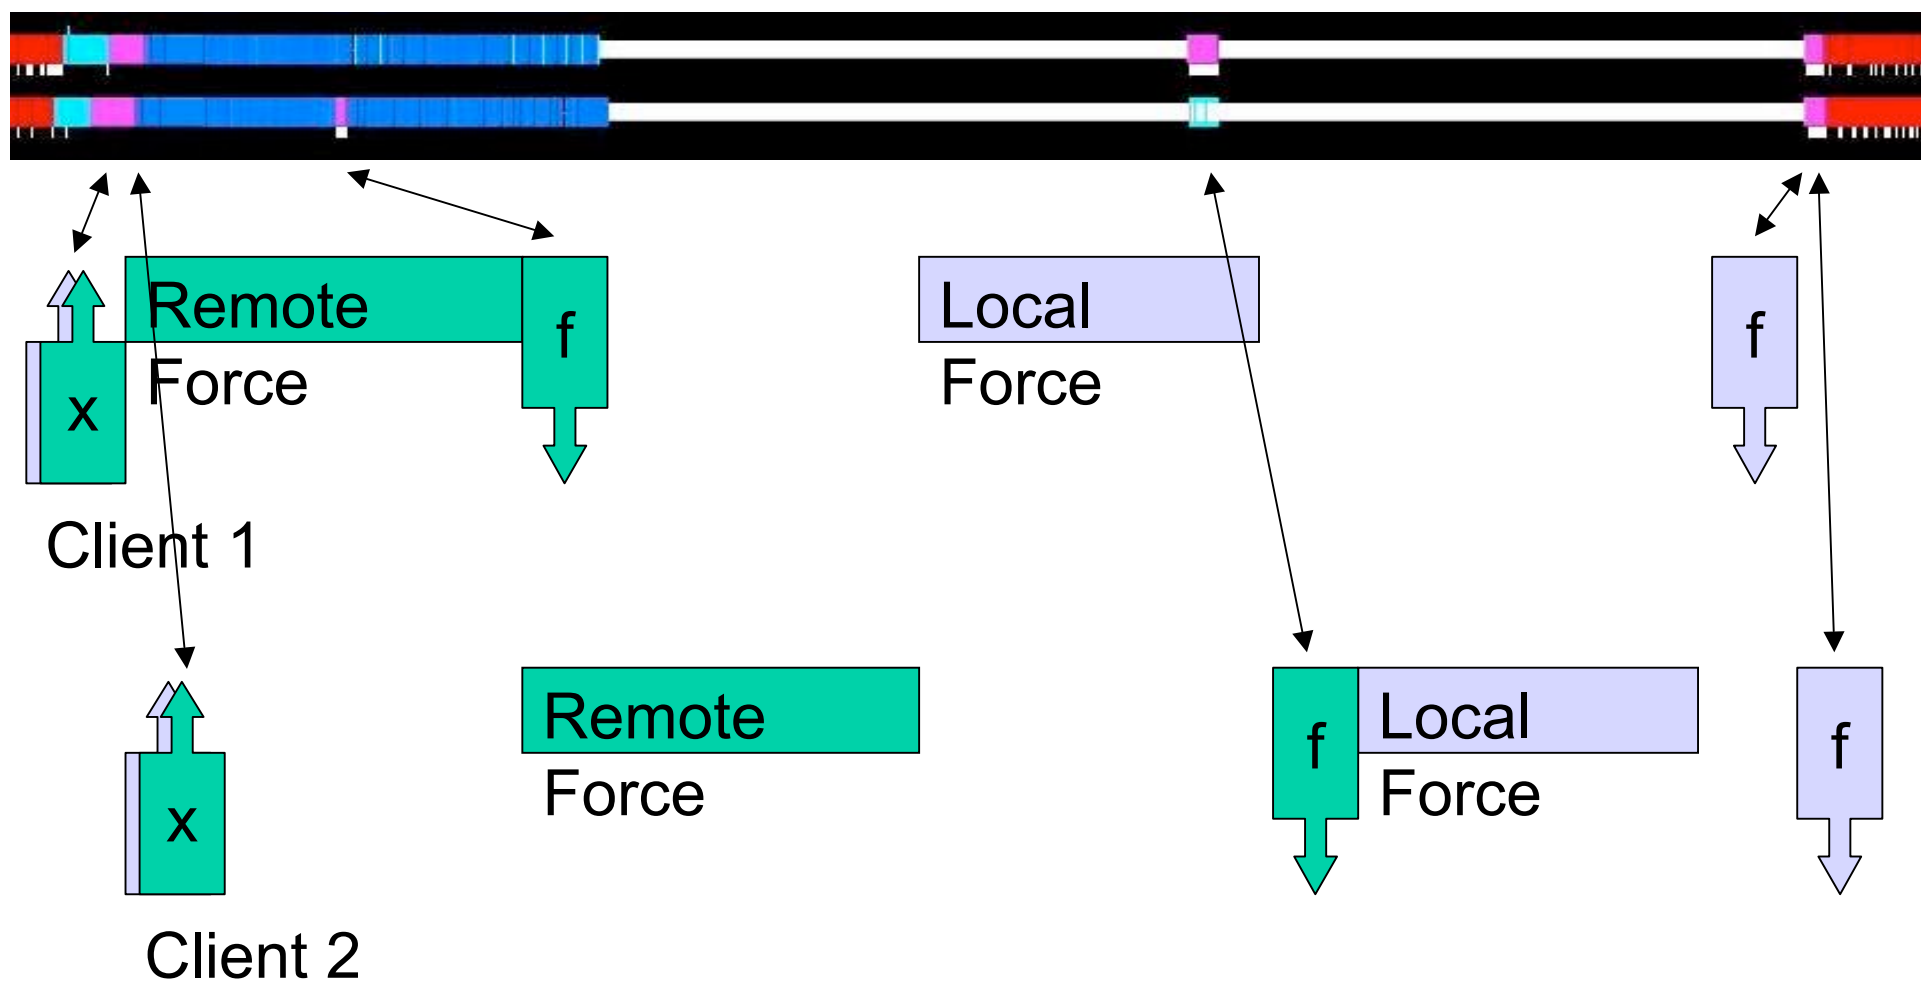 Remote
Force
f
x
Local
Force
f
Client 1
Remote
Force
x
f
Local
Force
f
Client 2